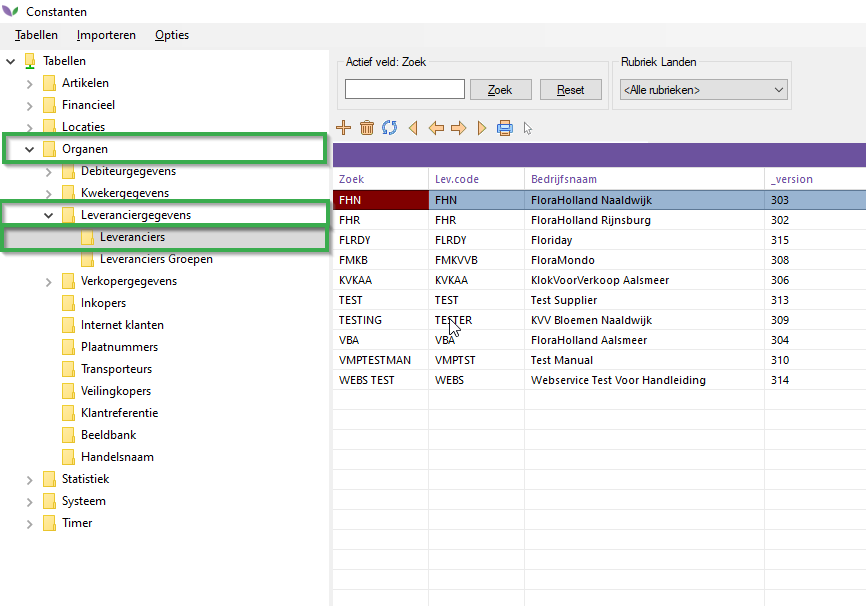 Constanten
Tabellen Importeren Opties
Tabellen
Artikelen
Financieel
Locaties
Organen
Debiteurgegevens
Kwekergegevens
Leveranciergegevens
Leveranciers
Leveranciers Groepen
Verkopergegevens
Inkopers
Internet klanten
Plaatnummers
Transporteurs
Veilingkopers
Klantreferentie
Beeldbank
Handelsnaam
Statistiek
Systeem
Timer
Actief veld: Zoek
Zoek Reset
Rubriek Landen
<Alle rubrieken>
Zoek Lev.code Bedrijfsnaam _version
FHN FHN FloraHolland Naaldwijk 303
FHR FHR FloraHolland Rijnsburg 302
FLRDY FLRDY Floriday 315
FMKB FMKVVB FloraMondo 308
KVKAA KVKAA KlokVoorVerkoop Aalsmeer 306
TEST TEST Test Supplier 313
TESTING TESTER KVV Bloemen Naaldwijk 309
VBA VBA FloraHolland Aalsmeer 304
VMPTESTMAN VMPTST Test Manual 310
WEBS TEST WEBS Webservice Test Voor Handleiding 314